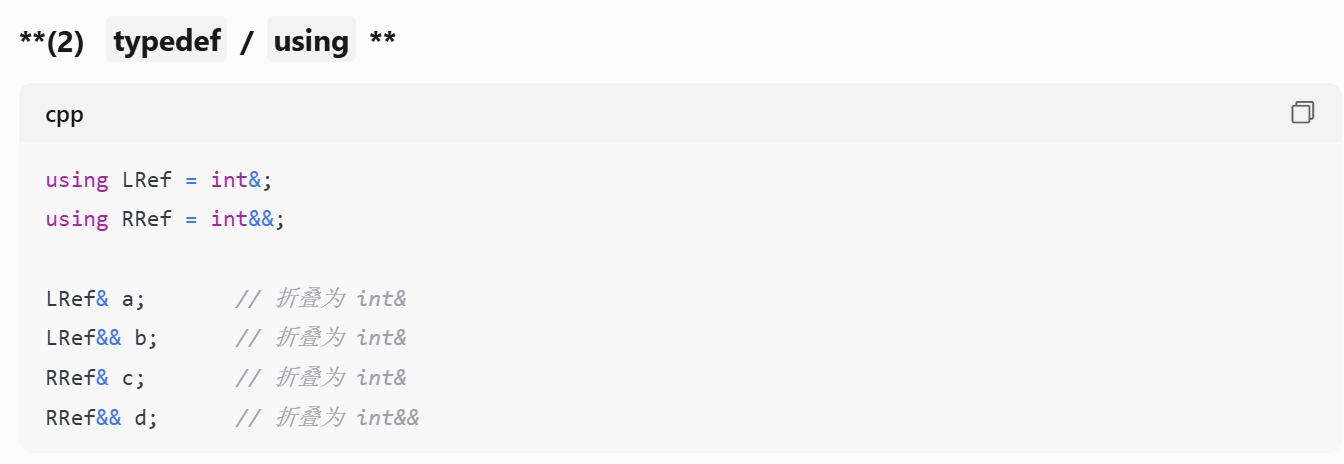 **(2) typedef / using **
cpp
using LRef = int&;
using RRef = int&&;
LRef& a;       // 折叠为 int&
LRef&& b;      // 折叠为 int&
RRef& c;       // 折叠为 int&
RRef&& d;      // 折叠为 int&&